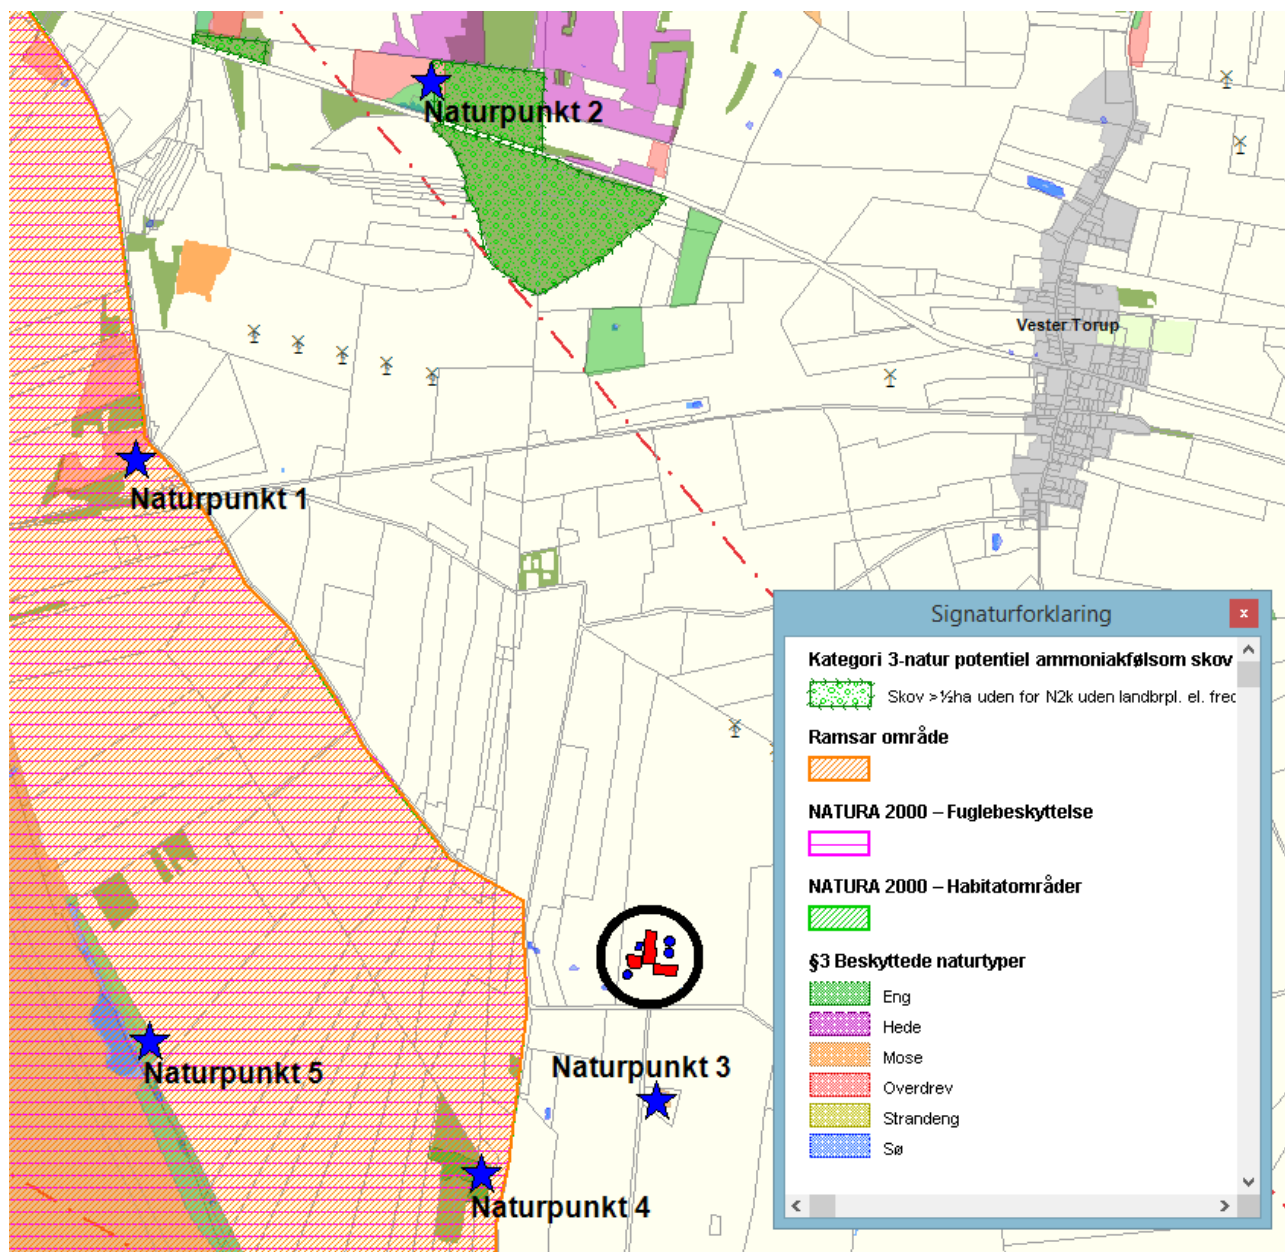 Naturpunkt 2
Vester Torup
Naturpunkt 1
Naturpunkt 5
Naturpunkt 3
Naturpunkt 4
Signaturforklaring
x
Kategori 3-natur potentiel ammoniakfølsom skov
Skov >½ha uden for N2k uden landbrpl. el. fred
Ramsar område
NATURA 2000 – Fuglebeskyttelse
NATURA 2000 – Habitatområder
§3 Beskyttede naturtyper
Eng
Hede
Mose
Overdrev
Strandeng
Sø